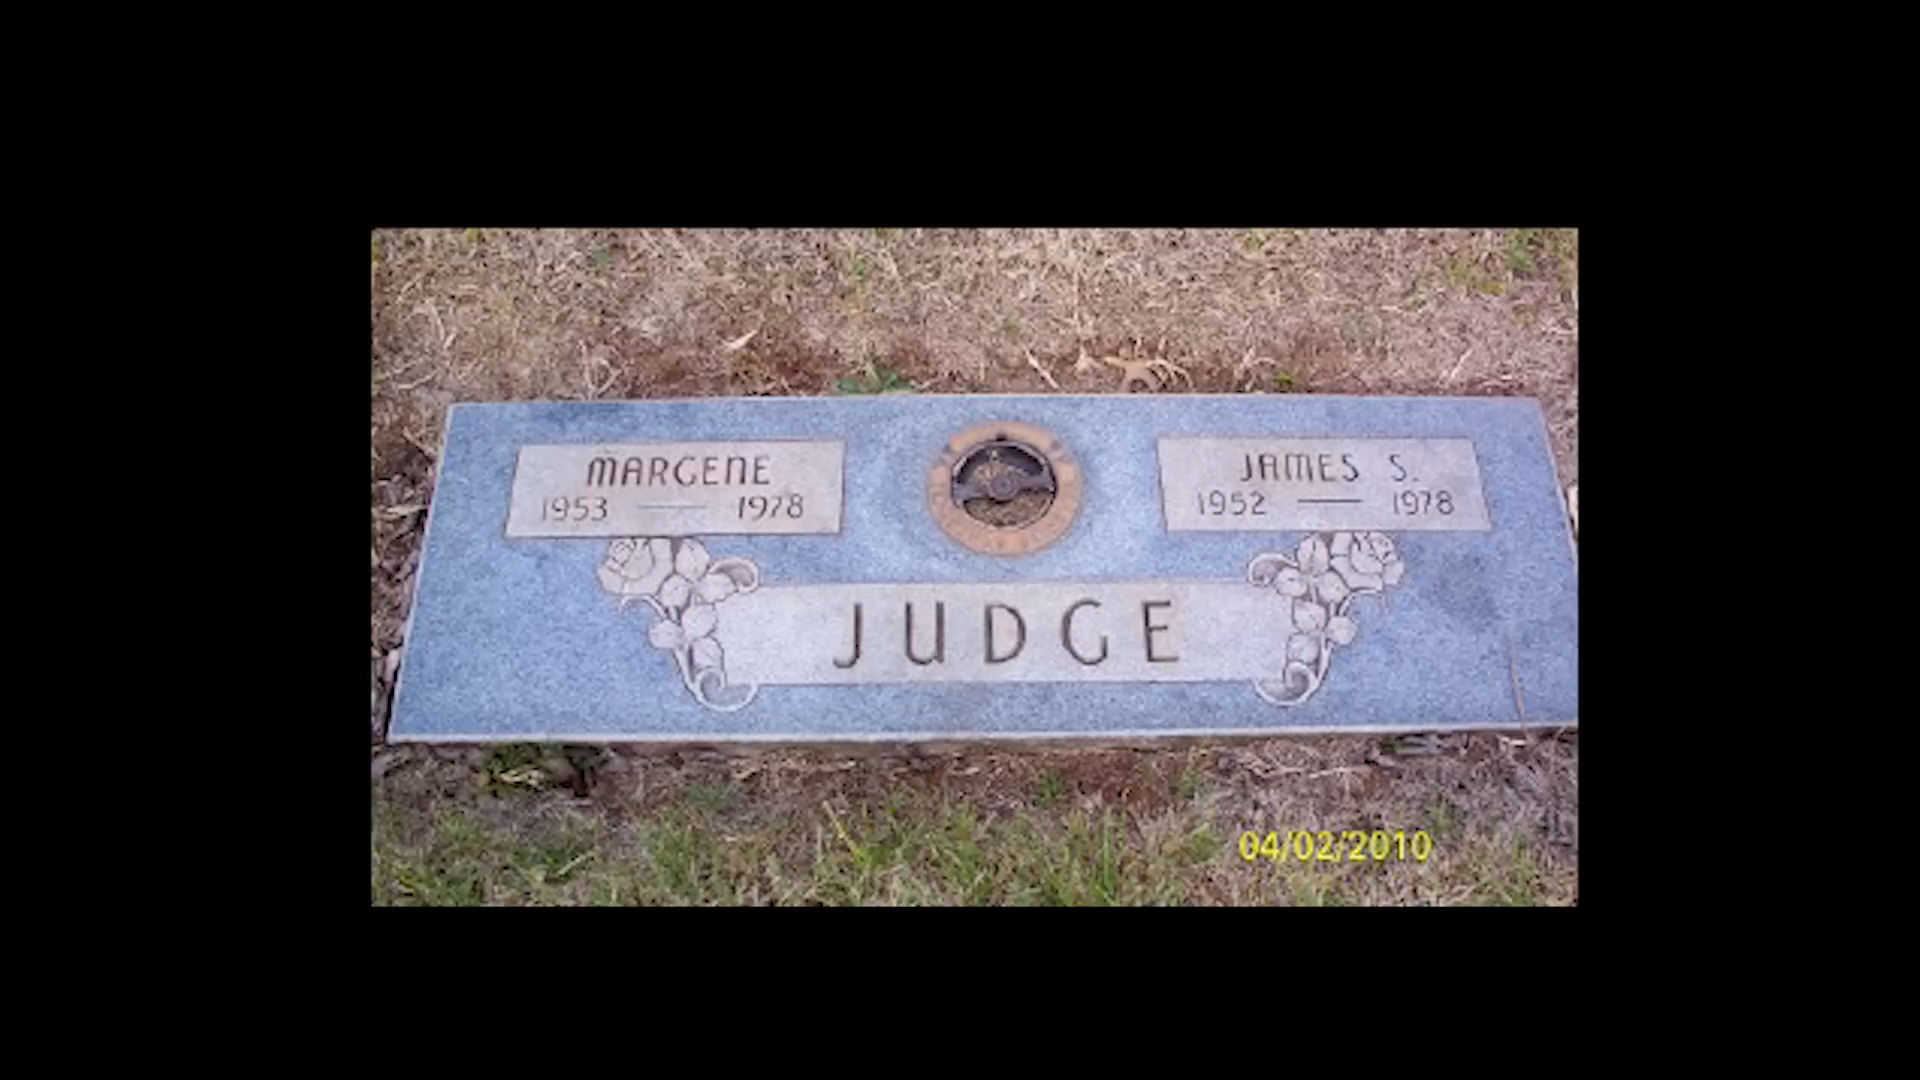 MARGENE
1953 — 1978
JAMES S.
1952 — 1978
JUDGE
04/02/2010